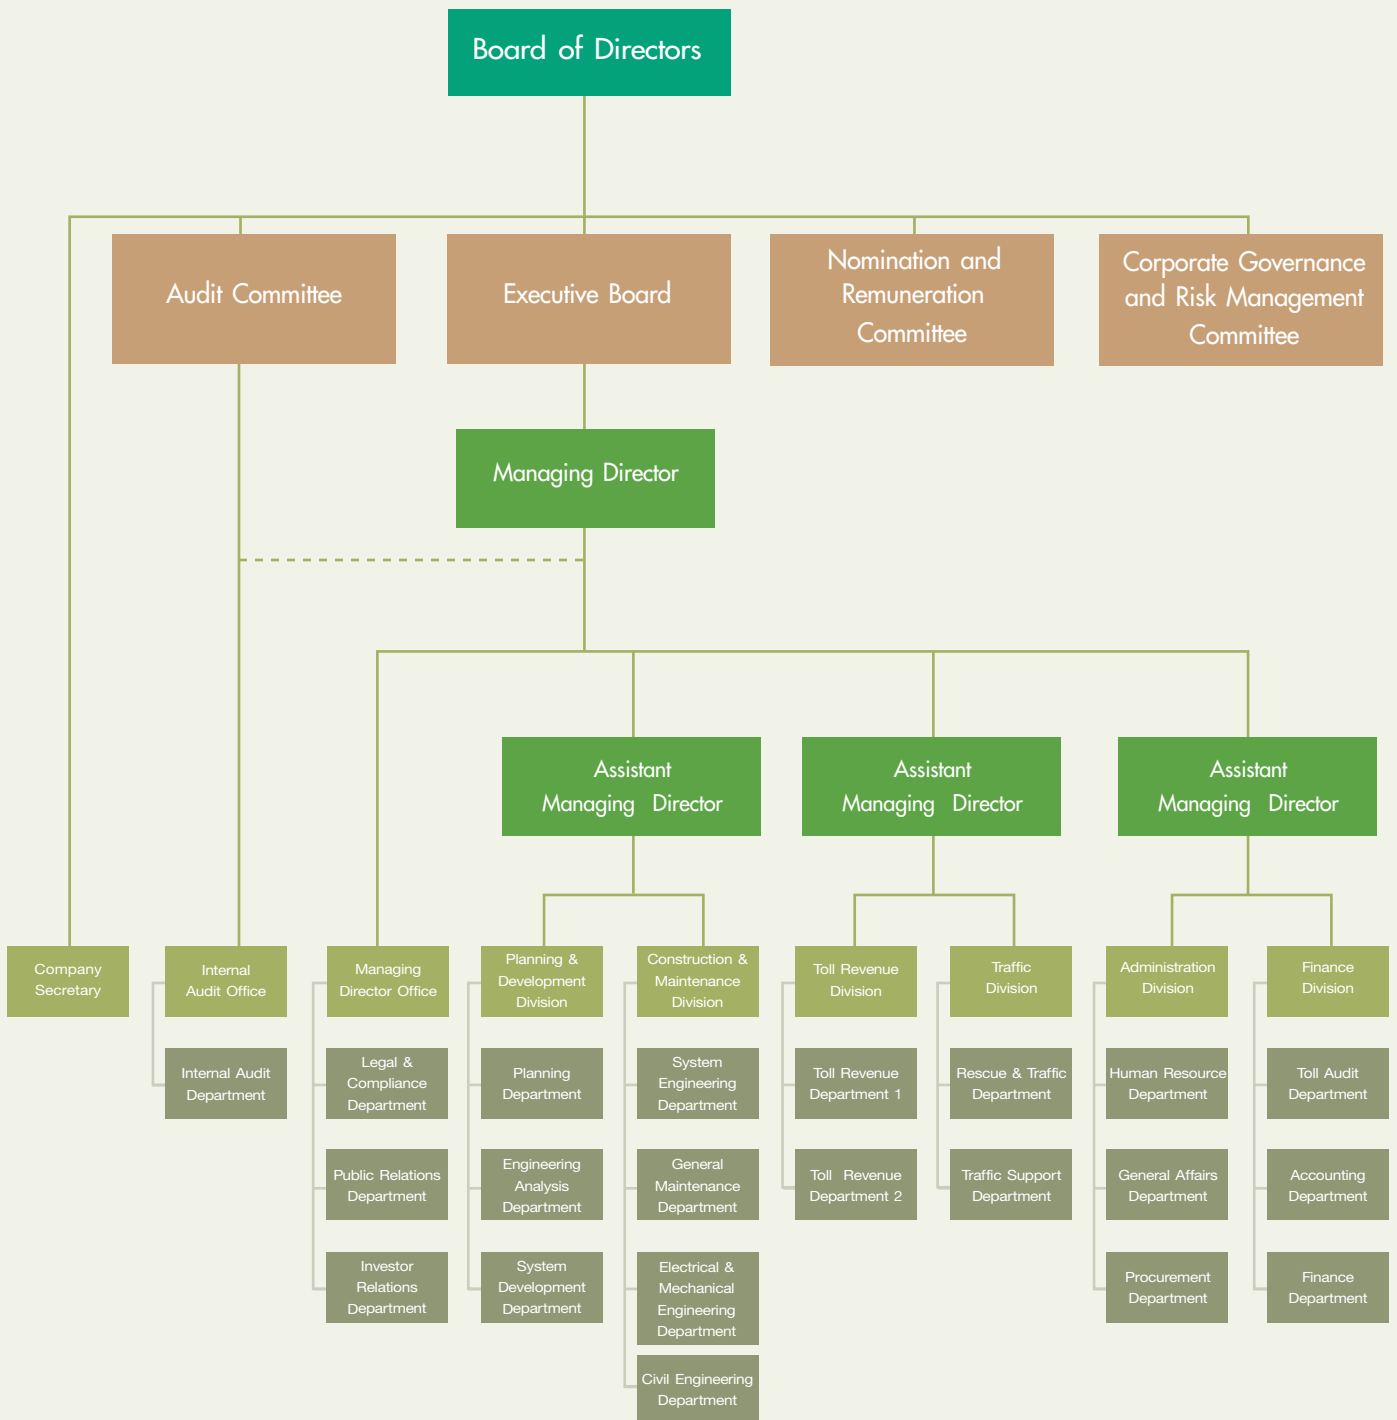 Board of Directors
Audit Committee
Executive Board
Nomination and
Remuneration
Committee
Corporate Governance
and Risk Management
Committee
Managing Director
Assistant
Managing Director
Assistant
Managing Director
Assistant
Managing Director
Company
Secretary
Internal
Audit Office
Managing
Director Office
Planning &
Development
Division
Construction &
Maintenance
Division
Toll Revenue
Division
Traffic
Division
Administration
Division
Finance
Division
Internal Audit
Department
Legal &
Compliance
Department
Planning
Department
System
Engineering
Department
Toll Revenue
Department 1
Rescue & Traffic
Department
Human Resource
Department
Toll Audit
Department
Public Relations
Department
Engineering
Analysis
Department
General
Maintenance
Department
Toll Revenue
Department 2
Traffic Support
Department
General Affairs
Department
Accounting
Department
Investor
Relations
Department
System
Development
Department
Electrical &
Mechanical
Engineering
Department
Procurement
Department
Finance
Department
Civil Engineering
Department